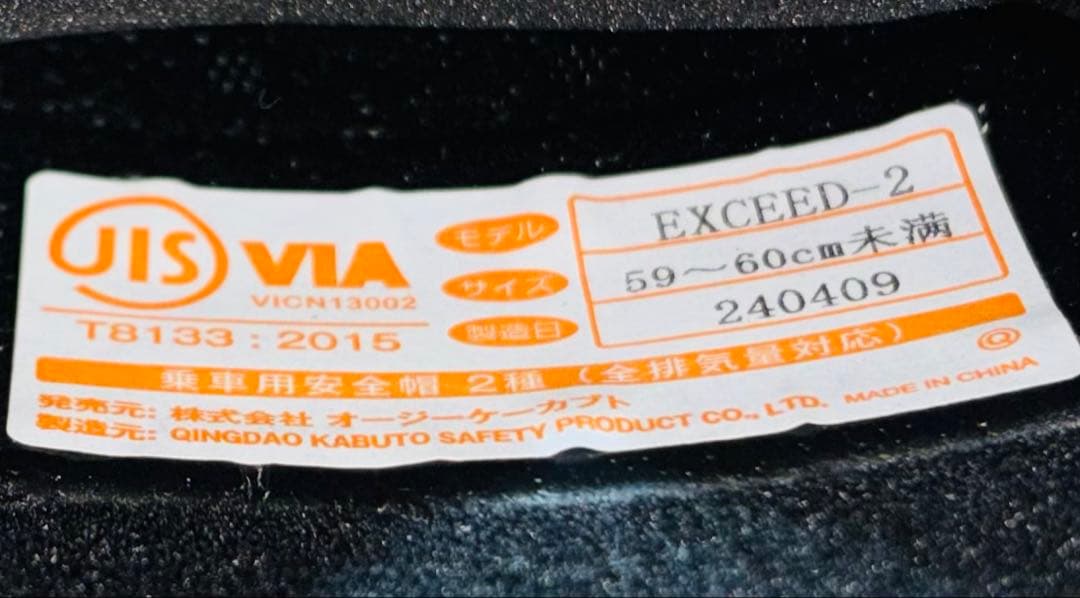 JIS VIA
VICN13002
T8133:2015
モデル EXCEED-2
サイズ 59～60cm未満
製造日 240409
乗車用安全帽 2種 (全排気量対応)
@
発売元: 株式会社 オージーケーカブト
製造元: QINGDAO KABUTO SAFETY PRODUCT CO., LTD. MADE IN CHINA